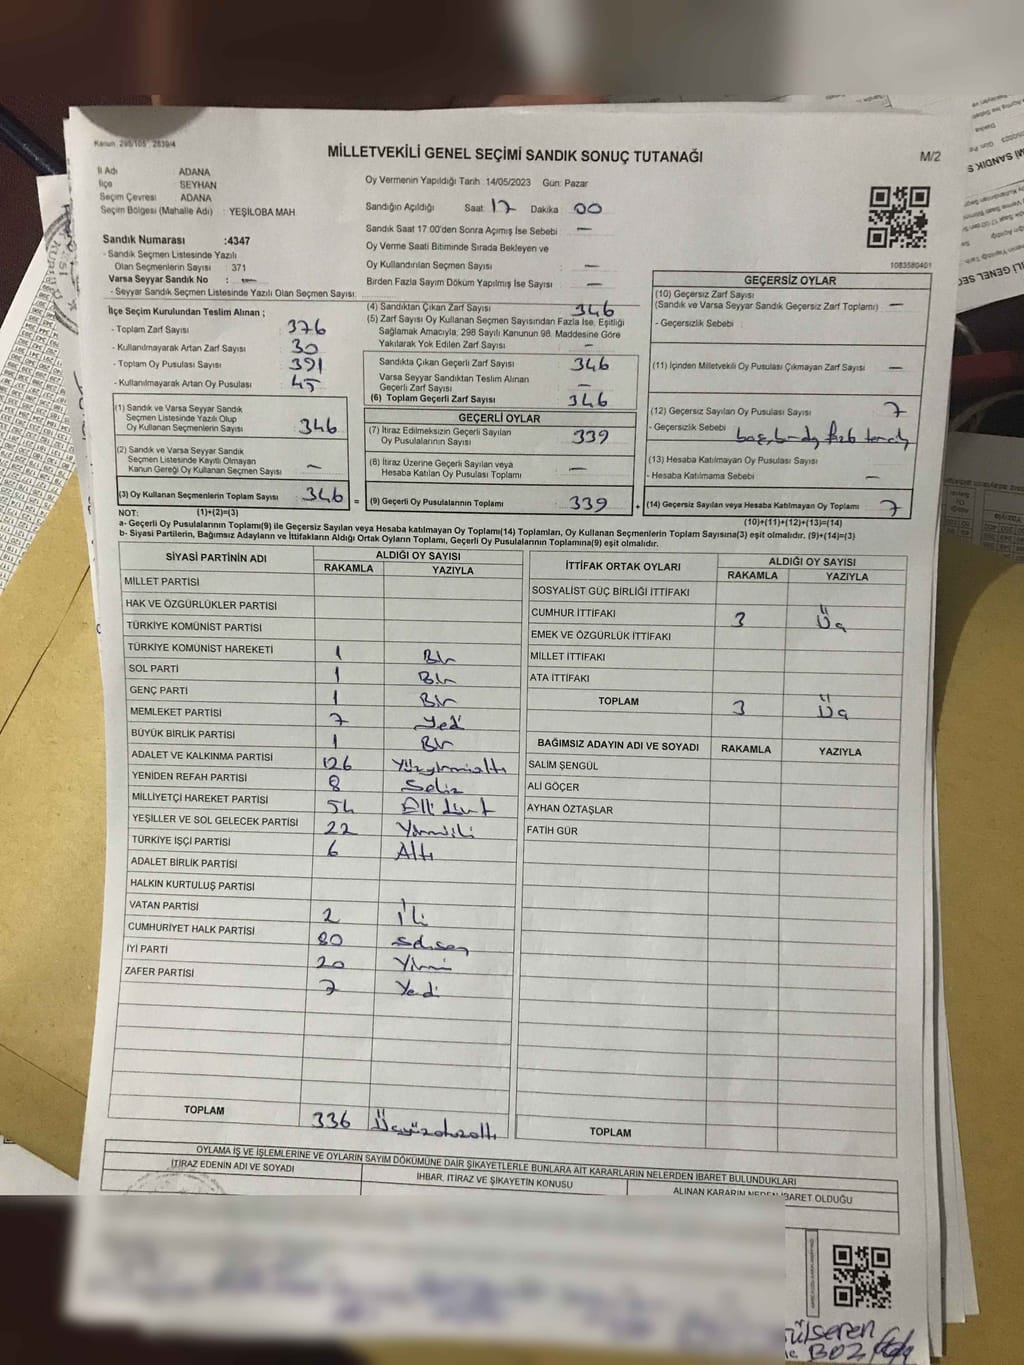 Kanun: 298/105 2839/4
MİLLETVEKİLİ GENEL SEÇİMİ SANDIK SONUÇ TUTANAĞI
M/2
İl Adı ADANA
İlçe SEYHAN
Seçim Çevresi ADANA
Seçim Bölgesi (Mahalle Adı) : YEŞİLOBA MAH
Oy Vermenin Yapıldığı Tarih 14/05/2023 Gün: Pazar
Sandığın Açıldığı Saat 17 Dakika 00
Sandık Saat 17.00'den Sonra Açımış İse Sebebi —
Oy Verme Saati Bitiminde Sırada Bekleyen ve
Oy Kullandırılan Seçmen Sayısı —
Birden Fazla Sayım Döküm Yapılmış İse Sayısı —
1083580401
Sandık Numarası :4347
- Sandık Seçmen Listesinde Yazılı
Olan Seçmenlerin Sayısı : 371
Varsa Seyyar Sandık No : —
- Seyyar Sandık Seçmen Listesinde Yazılı Olan Seçmen Sayısı:
İlçe Seçim Kurulundan Teslim Alınan ;
- Toplam Zarf Sayısı 376
- Kullanılmayarak Artan Zarf Sayısı 30
- Toplam Oy Pusulası Sayısı 391
- Kullanılmayarak Artan Oy Pusulası 45
(1) Sandık ve Varsa Seyyar Sandık
Seçmen Listesinde Yazılı Olup
Oy Kullanan Seçmenlerin Sayısı : 346
(2) Sandık ve Varsa Seyyar Sandık
Seçmen Listesinde Kayıtlı Olmayan
Kanun Gereği Oy Kullanan Seçmen Sayısı : —
(3) Oy Kullanan Seçmenlerin Toplam Sayısı : 346 =
(4) Sandıktan Çıkan Zarf Sayısı 346
(5) Zarf Sayısı Oy Kullanan Seçmen Sayısından Fazla İse, Eşitliği
Sağlamak Amacıyla, 298 Sayılı Kanunun 98. Maddesine Göre
Yakılarak Yok Edilen Zarf Sayısı —
Sandıkta Çıkan Geçerli Zarf Sayısı 346
Varsa Seyyar Sandıktan Teslim Alınan
Geçerli Zarf Sayısı —
(6) Toplam Geçerli Zarf Sayısı 346
GEÇERLİ OYLAR
(7) İtiraz Edilmeksizin Geçerli Sayılan
Oy Pusulalarının Sayısı : 339
(8) İtiraz Üzerine Geçerli Sayılan veya
Hesaba Katılan Oy Pusulası Toplamı : —
(9) Geçerli Oy Pusulalarının Toplamı : 339 +
GEÇERSİZ OYLAR
(10) Geçersiz Zarf Sayısı
(Sandık ve Varsa Seyyar Sandık Geçersiz Zarf Toplamı) : —
- Geçersizlik Sebebi
(11) İçinden Milletvekili Oy Pusulası Çıkmayan Zarf Sayısı : —
(12) Geçersiz Sayılan Oy Pusulası Sayısı : 7
- Geçersizlik Sebebi
(13) Hesaba Katılmayan Oy Pusulası Sayısı
- Hesaba Katılmama Sebebi : —
(14) Geçersiz Sayılan veya Hesaba Katılmayan Oy Pusulası Toplamı : 7
NOT: (1)+(2)=(3)
(10)+(11)+(12)+(13)=(14)
a- Geçerli Oy Pusulalarının Toplamı(9) ile Geçersiz Sayılan veya Hesaba katılmayan Oy Toplamı(14) Toplamları, Oy Kullanan Seçmenlerin Toplam Sayısına(3) eşit olmalıdır. (9)+(14)=(3)
b- Siyasi Partilerin, Bağımsız Adayların ve İttifakların Aldığı Ortak Oyların Toplamı, Geçerli Oy Pusulalarının Toplamına(9) eşit olmalıdır.
SİYASİ PARTİNİN ADI ALDIĞI OY SAYISI
RAKAMLA YAZIYLA
MİLLET PARTİSİ
HAK VE ÖZGÜRLÜKLER PARTİSİ
TÜRKİYE KOMÜNİST PARTİSİ
TÜRKİYE KOMÜNİST HAREKETİ 1 Bir
SOL PARTİ 1 Bir
GENÇ PARTİ 1 Bir
MEMLEKET PARTİSİ 7 Yedi
BÜYÜK BİRLİK PARTİSİ 1 Bir
ADALET VE KALKINMA PARTİSİ 126 Yüzyirmialtı
YENİDEN REFAH PARTİSİ 8 Sekiz
MİLLİYETÇİ HAREKET PARTİSİ 54 Elli dört
YEŞİLLER VE SOL GELECEK PARTİSİ 22 Yirmiiki
TÜRKİYE İŞÇİ PARTİSİ 6 Altı
ADALET BİRLİK PARTİSİ
HALKIN KURTULUŞ PARTİSİ
VATAN PARTİSİ 2 İki
CUMHURİYET HALK PARTİSİ 80 Seksen
İYİ PARTİ 20 Yirmi
ZAFER PARTİSİ 7 Yedi
TOPLAM 336 Üçyüzotuzaltı
İTTİFAK ORTAK OYLARI ALDIĞI OY SAYISI
RAKAMLA YAZIYLA
SOSYALİST GÜÇ BİRLİĞİ İTTİFAKI
CUMHUR İTTİFAKI 3 Üç
EMEK VE ÖZGÜRLÜK İTTİFAKI
MİLLET İTTİFAKI
ATA İTTİFAKI
TOPLAM 3 Üç
BAĞIMSIZ ADAYIN ADI VE SOYADI RAKAMLA YAZIYLA
SALİM ŞENGÜL
ALİ GÖÇER
AYHAN ÖZTAŞLAR
FATİH GÜR
TOPLAM
OYLAMA İŞ VE İŞLEMLERİNE VE OYLARIN SAYIM DÖKÜMÜNE DAİR ŞİKAYETLERLE BUNLARA AİT KARARLARIN NELERDEN İBARET BULUNDUKLARI
İTİRAZ EDENİN ADI VE SOYADI
İHBAR, İTİRAZ VE ŞİKAYETİN KONUSU
ALINAN KARARIN NEDEN İBARET OLDUĞU
Gülseren
BOZ